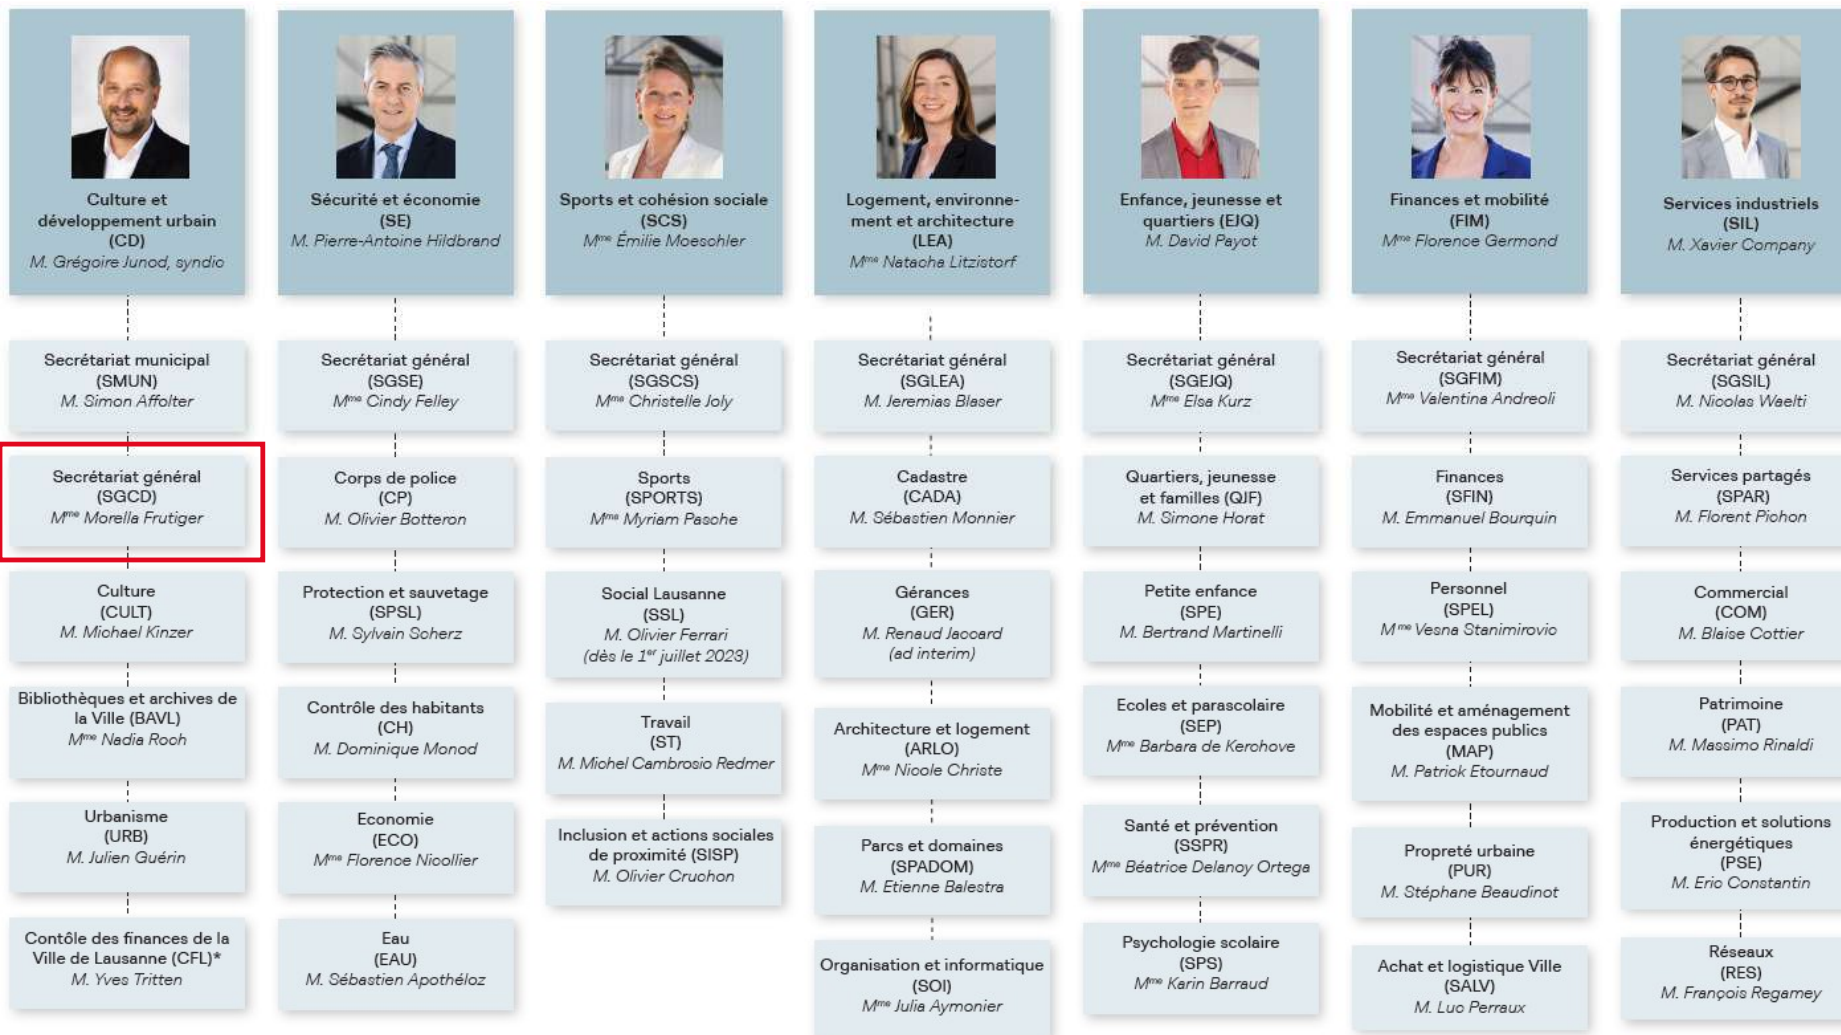 Culture et
développement urbain
(CD)
M. Grégoire Junod, syndic
Secrétariat municipal
(SMUN)
M. Simon Affolter
Secrétariat général
(SGCD)
Mme Morella Frutiger
Culture
(CULT)
M. Michael Kinzer
Bibliothèques et archives de
la Ville (BAVL)
Mme Nadia Roch
Urbanisme
(URB)
M. Julien Guérin
Contôle des finances de la
Ville de Lausanne (CFL)*
M. Yves Tritten
Sécurité et économie
(SE)
M. Pierre-Antoine Hildbrand
Secrétariat général
(SGSE)
Mme Cindy Felley
Corps de police
(CP)
M. Olivier Botteron
Protection et sauvetage
(SPSL)
M. Sylvain Scherz
Contrôle des habitants
(CH)
M. Dominique Monod
Economie
(ECO)
Mme Florence Nicollier
Eau
(EAU)
M. Sébastien Apothéloz
Sports et cohésion sociale
(SCS)
Mme Émilie Moeschler
Secrétariat général
(SGSCS)
Mme Christelle Joly
Sports
(SPORTS)
Mme Myriam Pasche
Social Lausanne
(SSL)
M. Olivier Ferrari
(dès le 1er juillet 2023)
Travail
(ST)
M. Michel Cambrosio Redmer
Inclusion et actions sociales
de proximité (SISP)
M. Olivier Cruchon
Logement, environne-
ment et architecture
(LEA)
Mme Natacha Litzistorf
Secrétariat général
(SGLEA)
M. Jeremias Blaser
Cadastre
(CADA)
M. Sébastien Monnier
Gérances
(GER)
M. Renaud Jaccard
(ad interim)
Architecture et logement
(ARLO)
Mme Nicole Christe
Parcs et domaines
(SPADOM)
M. Etienne Balestra
Organisation et informatique
(SOI)
Mme Julia Aymonier
Enfance, jeunesse et
quartiers (EJQ)
M. David Payot
Secrétariat général
(SGEJQ)
Mme Elsa Kurz
Quartiers, jeunesse
et familles (QJF)
M. Simone Horat
Petite enfance
(SPE)
M. Bertrand Martinelli
Ecoles et parascolaire
(SEP)
Mme Barbara de Kerchove
Santé et prévention
(SSPR)
Mme Béatrice Delanoy Ortega
Psychologie scolaire
(SPS)
Mme Karin Barraud
Finances et mobilité
(FIM)
Mme Florence Germond
Secrétariat général
(SGFIM)
Mme Valentina Andreoli
Finances
(SFIN)
M. Emmanuel Bourquin
Personnel
(SPEL)
Mme Vesna Stanimirovic
Mobilité et aménagement
des espaces publics
(MAP)
M. Patrick Etournaud
Propreté urbaine
(PUR)
M. Stéphane Beaudinot
Achat et logistique Ville
(SALV)
M. Luc Perraux
Services industriels
(SIL)
M. Xavier Company
Secrétariat général
(SGSIL)
M. Nicolas Waelti
Services partagés
(SPAR)
M. Florent Pichon
Commercial
(COM)
M. Blaise Cottier
Patrimoine
(PAT)
M. Massimo Rinaldi
Production et solutions
énergétiques
(PSE)
M. Eric Constantin
Réseaux
(RES)
M. François Regamey